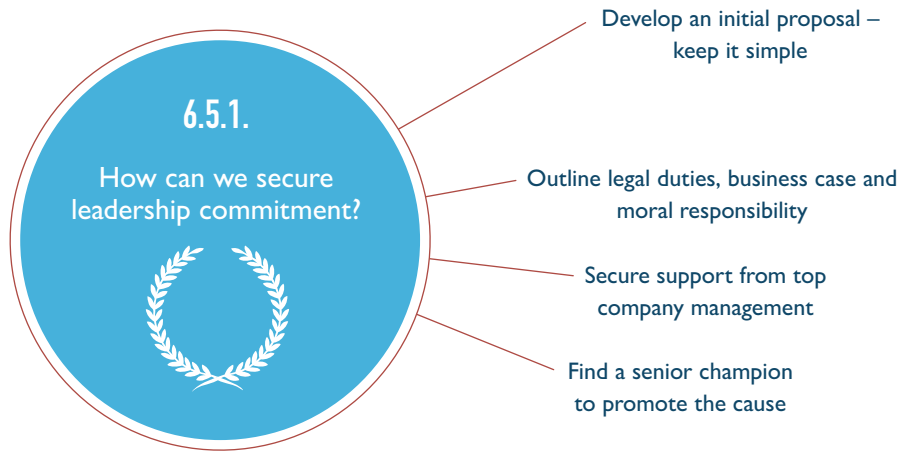 6.5.1.
How can we secure
leadership commitment?
Develop an initial proposal –
keep it simple
Outline legal duties, business case and
moral responsibility
Secure support from top
company management
Find a senior champion
to promote the cause